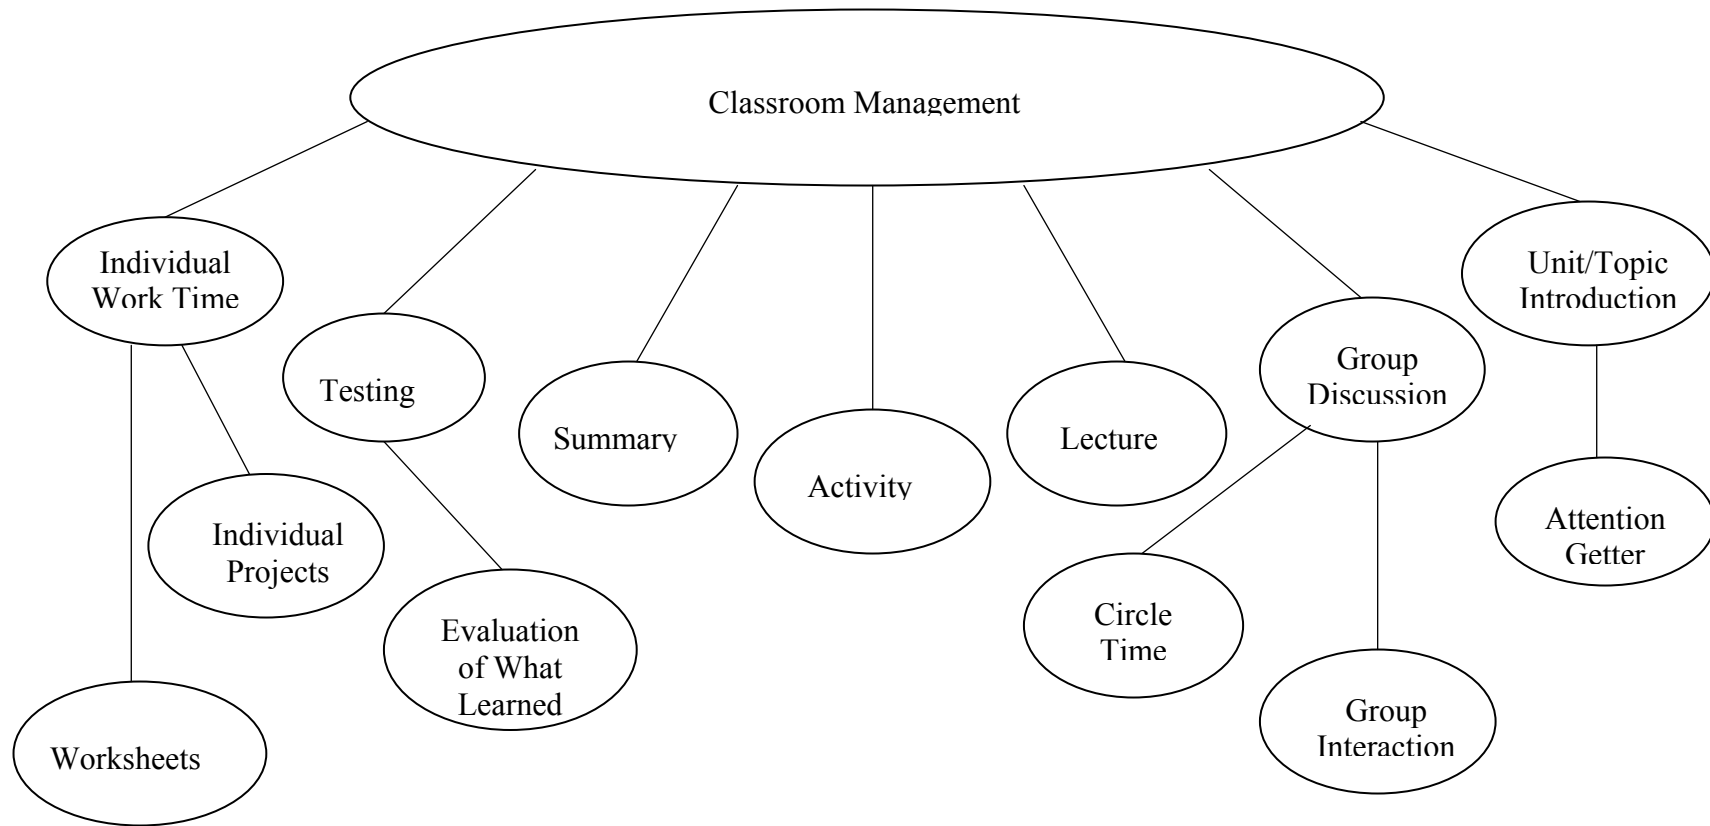 Classroom Management
Individual
Work Time
Unit/Topic
Introduction
Testing
Group
Discussion
Summary
Activity
Lecture
Individual
Projects
Attention
Getter
Evaluation
of What
Learned
Circle
Time
Worksheets
Group
Interaction